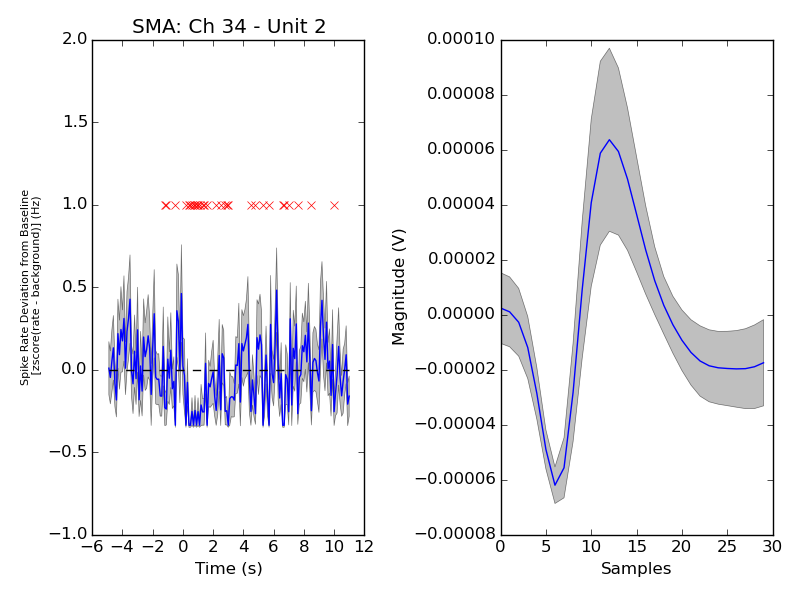 SMA: Ch 34 - Unit 2
Spike Rate Deviation from Baseline
[zscore(rate - background)] (Hz)
2.0
1.5
1.0
0.5
0.0
−0.5
−1.0
−6 −4 −2 0 2 4 6 8 10 12
Time (s)
Magnitude (V)
0.00010
0.00008
0.00006
0.00004
0.00002
0.00000
−0.00002
−0.00004
−0.00006
−0.00008
0 5 10 15 20 25 30
Samples